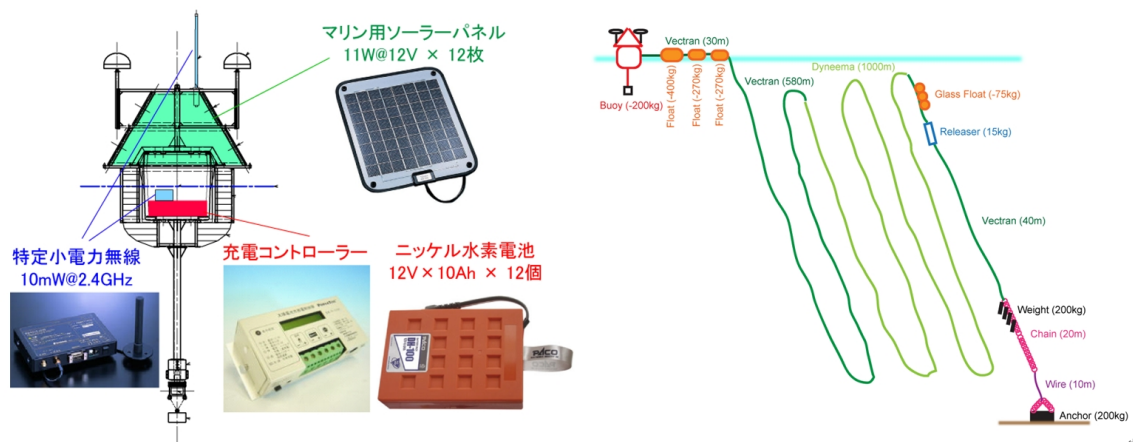 マリン用ソーラーパネル
11W@12V × 12枚
特定小電力無線
10mW@2.4GHz
充電コントローラー
ニッケル水素電池
12V×10Ah × 12個
Vectran (30m)
Buoy (-200kg)
Float (-400kg)
Float (-270kg)
Float (-270kg)
Vectran (580m)
Dyneema (1000m)
Glass Float (-75kg)
Releaser (15kg)
Vectran (40m)
Weight (200kg)
Chain (20m)
Wire (10m)
Anchor (200kg)